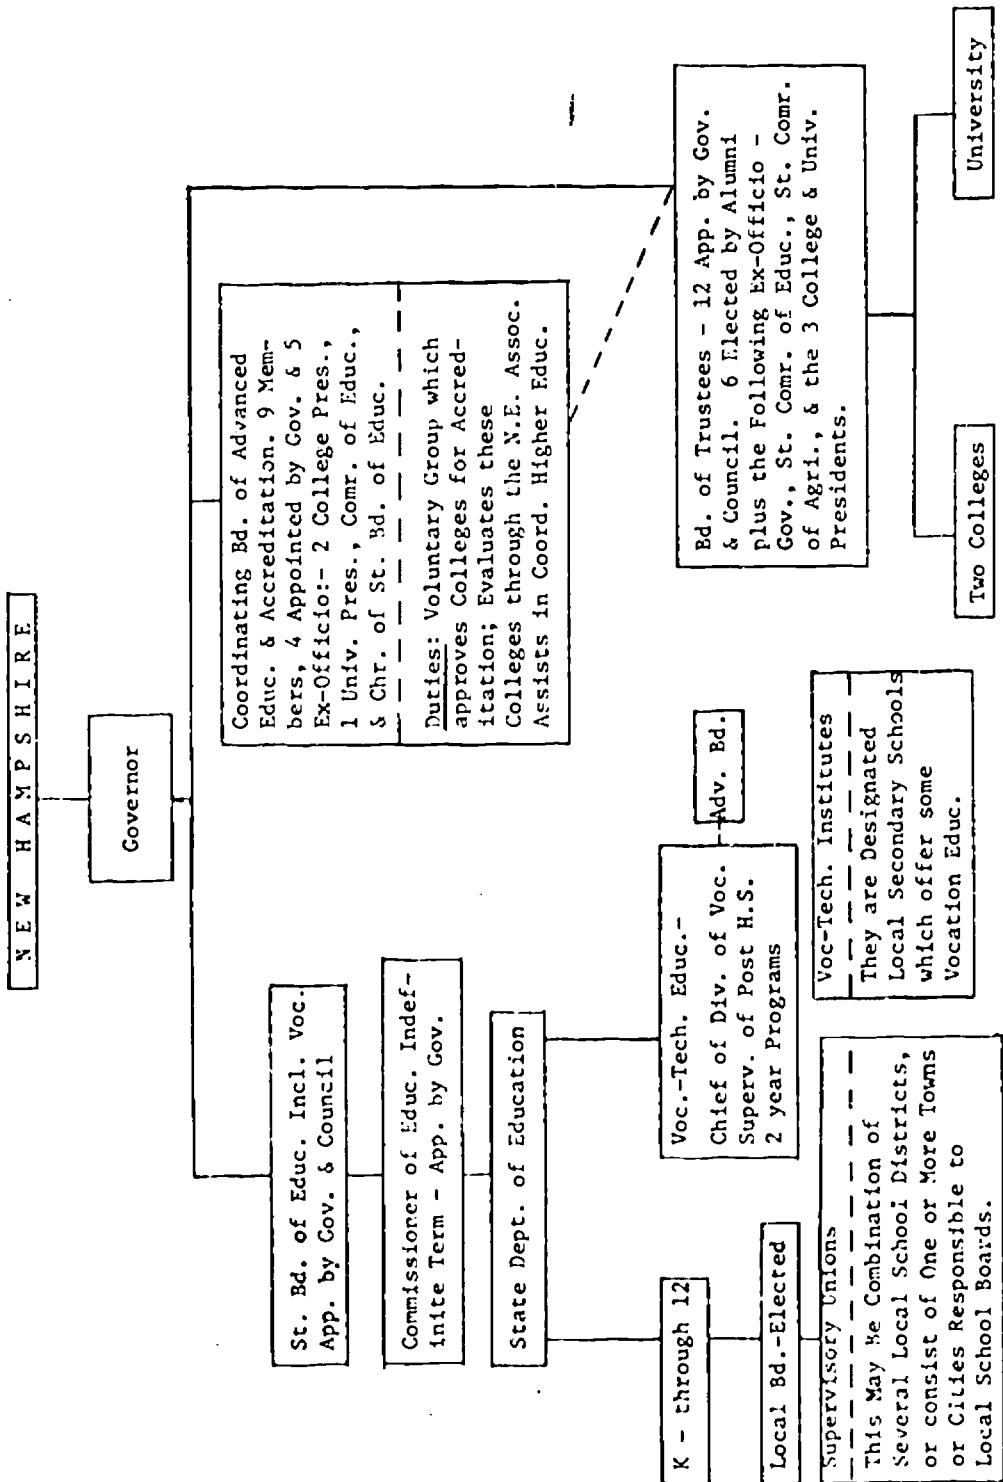 NEW HAMPSHIRE
Governor
St. Bd. of Educ. Incl. Voc.
App. by Gov. & Council
Commissioner of Educ. Indef-
inite Term - App. by Gov.
State Dept. of Education
K - through 12
Local Bd.-Elected
Supervisory Unions
This May Be Combination of
Several Local School Districts,
or consist of One or More Towns
or Cities Responsible to
Local School Boards.
Voc.-Tech. Educ.-
Chief of Div. of Voc.
Superv. of Post H.S.
2 year Programs
Adv. Bd.
Voc-Tech. Institutes
They are Designated
Local Secondary Schools
which offer some
Vocation Educ.
Coordinating Bd. of Advanced
Educ. & Accreditation. 9 Mem-
bers, 4 Appointed by Gov. & 5
Ex-Officio:- 2 College Pres.,
1 Univ. Pres., Comr. of Educ.,
& Chr. of St. Bd. of Educ.
Duties: Voluntary Group which
approves Colleges for Accred-
itation; Evaluates these
Colleges through the N.E. Assoc.
Assists in Coord. Higher Educ.
Bd. of Trustees - 12 App. by Gov.
& Council. 6 Elected by Alumni
plus the Following Ex-Officio -
Gov., St. Comr. of Educ., St. Comr.
of Agri., & the 3 College & Univ.
Presidents.
Two Colleges
University